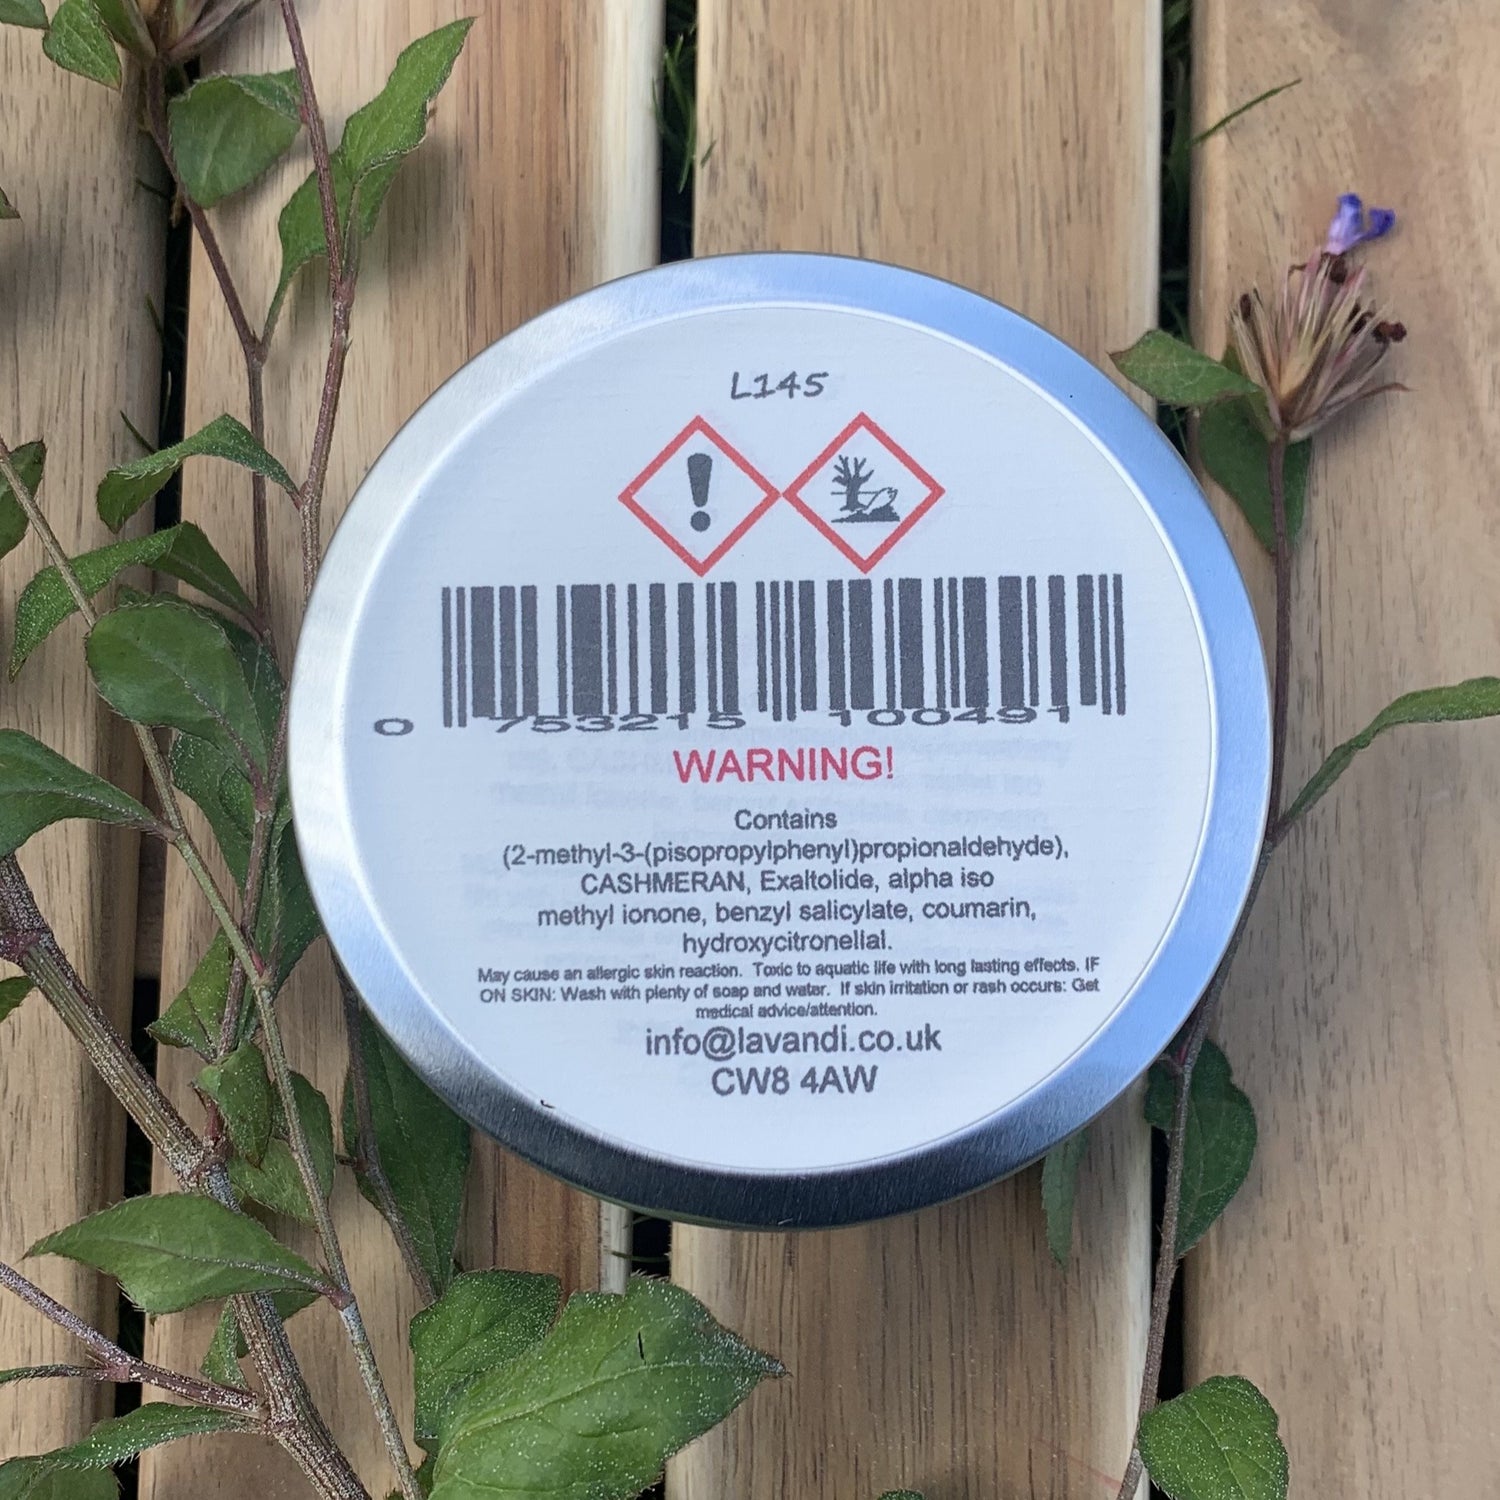 L145
0 753215 100491
WARNING!
Contains
(2-methyl-3-(pisopropylphenyl)propionaldehyde),
CASHMERAN, Exaltolide, alpha iso
methyl ionone, benzyl salicylate, coumarin,
hydroxycitronellal.
May cause an allergic skin reaction. Toxic to aquatic life with long lasting effects. IF
ON SKIN: Wash with plenty of soap and water. If skin irritation or rash occurs: Get
medical advice/attention.
info@lavandi.co.uk
CW8 4AW